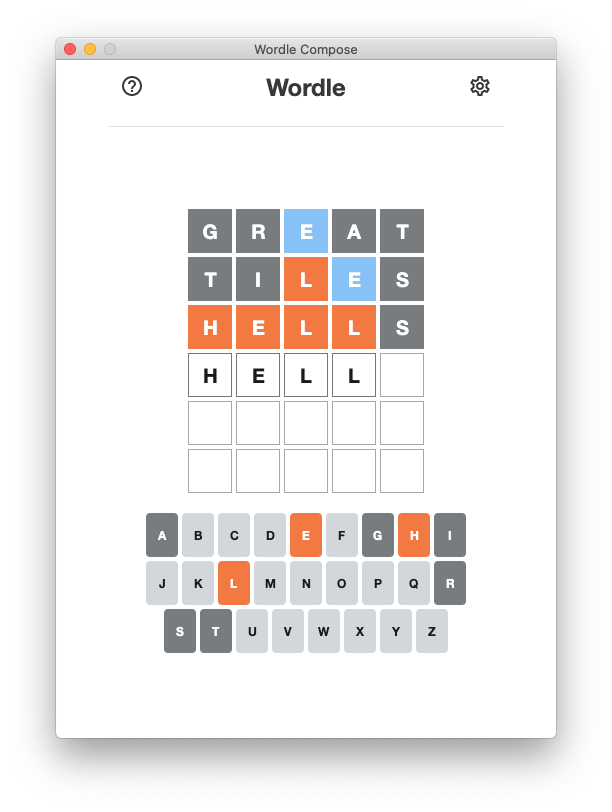 Wordle Compose
Wordle
G R E A T
T I L E S
H E L L S
H E L L
A B C D E F G H I
J K L M N O P Q R
S T U V W X Y Z